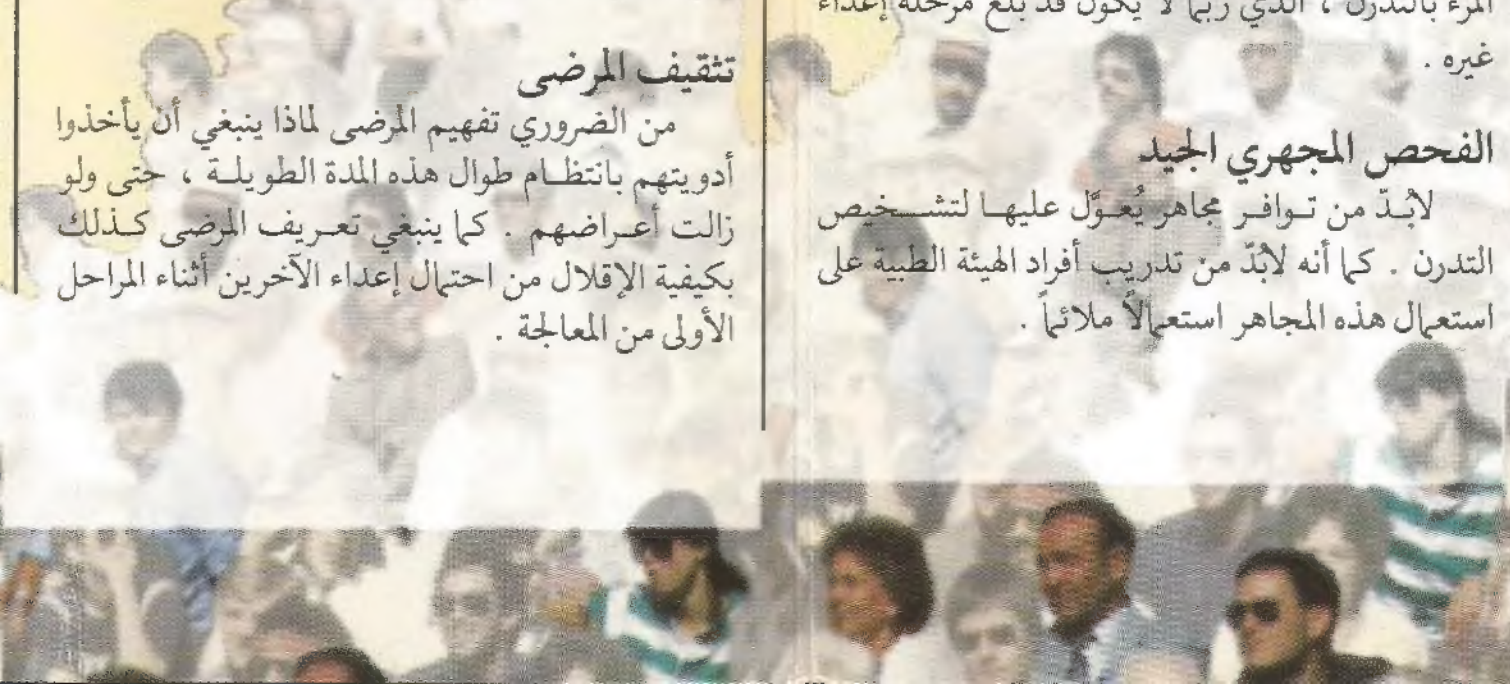 المرء بالتدرن ، الذي ربما لا يكون قد بلغ مرحلة إعداء
غيره .
الفحص المجهري الجيد
لابُدّ من توافر مجاهر يُعوَّل عليها لتشخيص
التدرن . كما أنه لابُدّ من تدريب أفراد الهيئة الطبية على
استعمال هذه المجاهر استعمالاً ملائماً .
تثقيف المرضى
من الضروري تفهيم المرضى لماذا ينبغي أن يأخذوا
أدويتهم بانتظام طوال هذه المدة الطويلة ، حتى ولو
زالت أعراضهم . كما ينبغي تعريف المرضى كذلك
بكيفية الإقلال من احتمال إعداء الآخرين أثناء المراحل
الأولى من المعالجة .